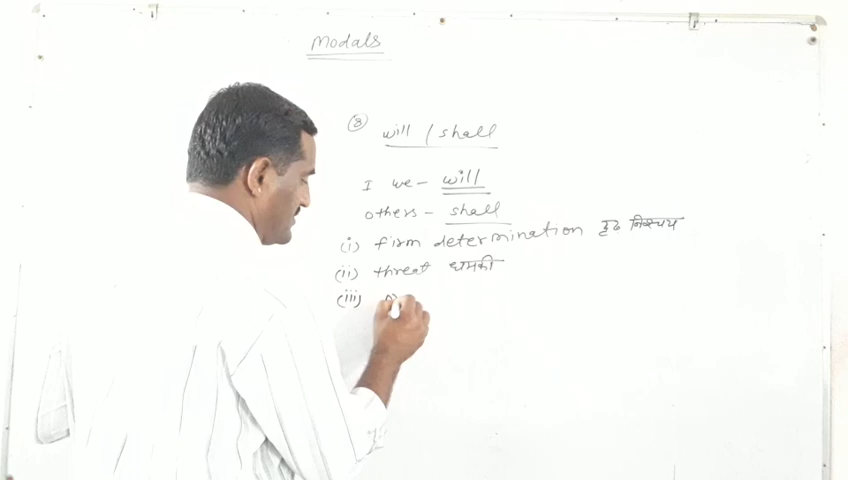 Modals
(8) will / shall
I we - will
others - shall
(i) firm determination दृढ़ निश्चय
(ii) threat धमकी
(iii)